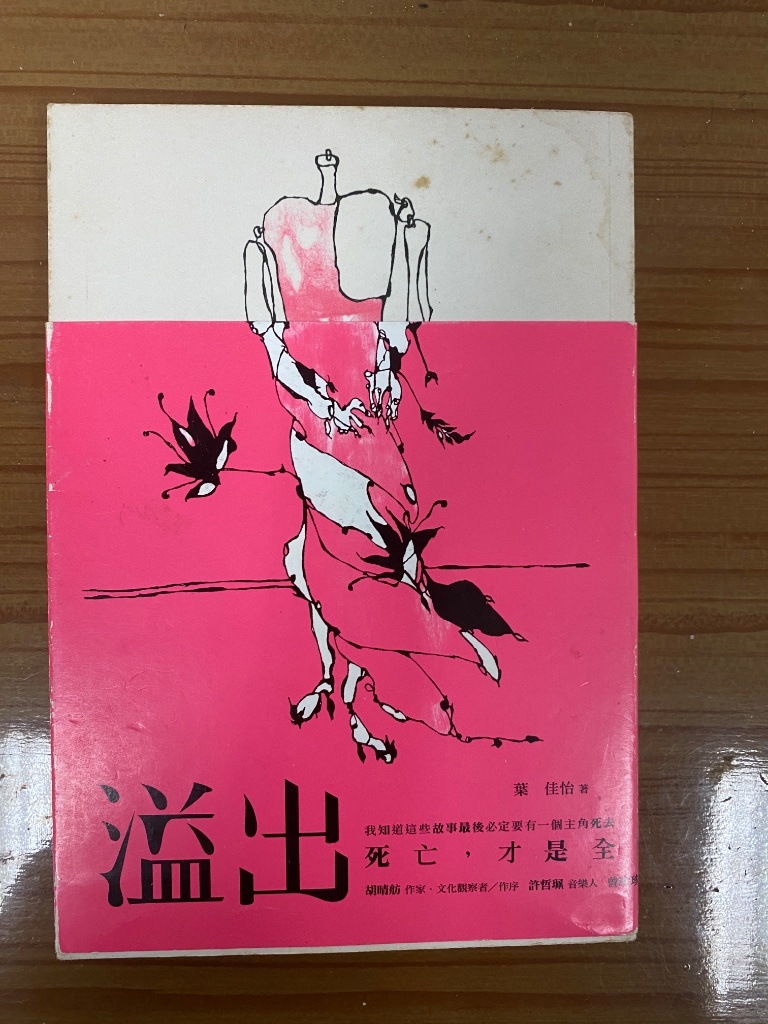 葉 佳怡 著
溢出
我知道這些故事最後必定要有一個主角死去
死亡，才是全
胡晴舫 作家、文化觀察者／作序 許哲珮 音樂人